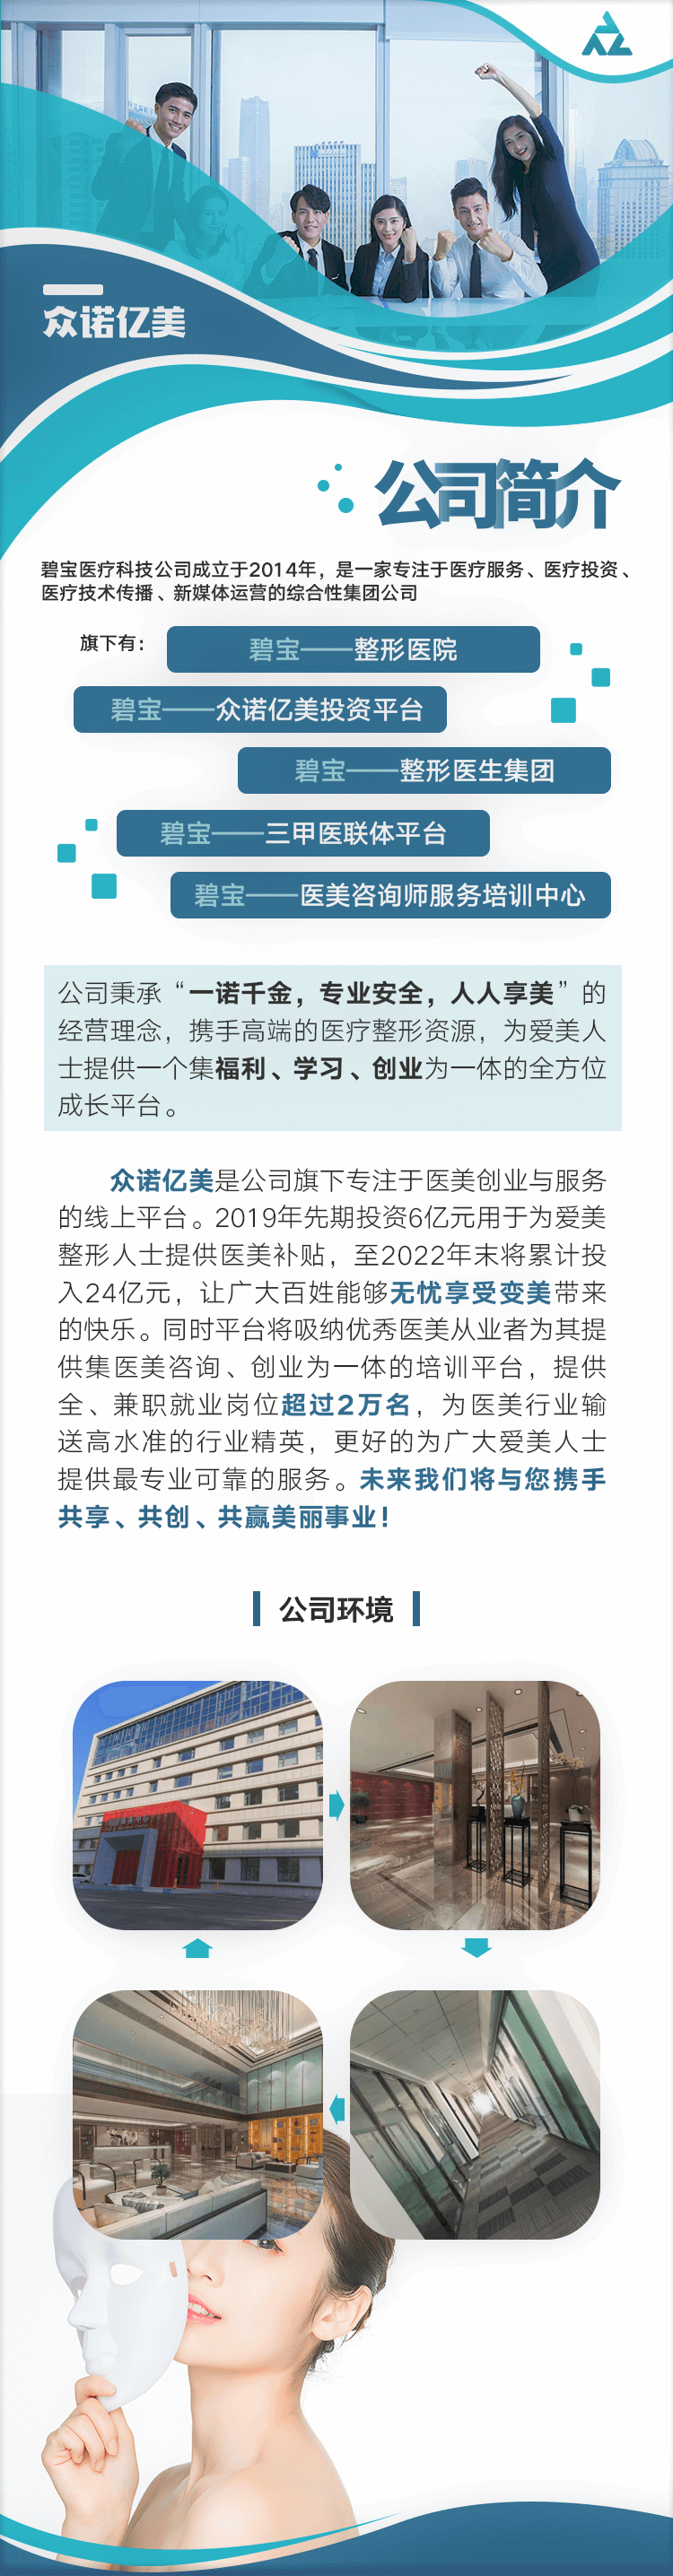 众诺亿美
公司简介
碧宝医疗科技公司成立于2014年，是一家专注于医疗服务、医疗投资、
医疗技术传播、新媒体运营的综合性集团公司
旗下有：
碧宝——整形医院
碧宝——众诺亿美投资平台
碧宝——整形医生集团
碧宝——三甲医联体平台
碧宝——医美咨询师服务培训中心
公司秉承“一诺千金，专业安全，人人享美”的
经营理念，携手高端的医疗整形资源，为爱美人
士提供一个集福利、学习、创业为一体的全方位
成长平台。
众诺亿美是公司旗下专注于医美创业与服务
的线上平台。2019年先期投资6亿元用于为爱美
整形人士提供医美补贴，至2022年末将累计投
入24亿元，让广大百姓能够无忧享受变美带来
的快乐。同时平台将吸纳优秀医美从业者为其提
供集医美咨询、创业为一体的培训平台，提供
全、兼职就业岗位超过2万名，为医美行业输
送高水准的行业精英，更好的为广大爱美人士
提供最专业可靠的服务。未来我们将与您携手
共享、共创、共赢美丽事业！
公司环境